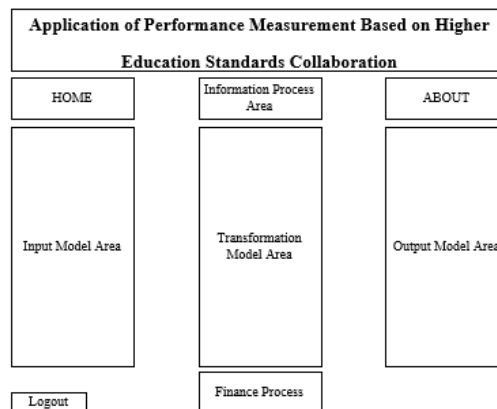 Application of Performance Measurement Based on Higher
Education Standards Collaboration
HOME
Information Process
Area
ABOUT
Input Model Area
Transformation
Model Area
Output Model Area
Logout
Finance Process